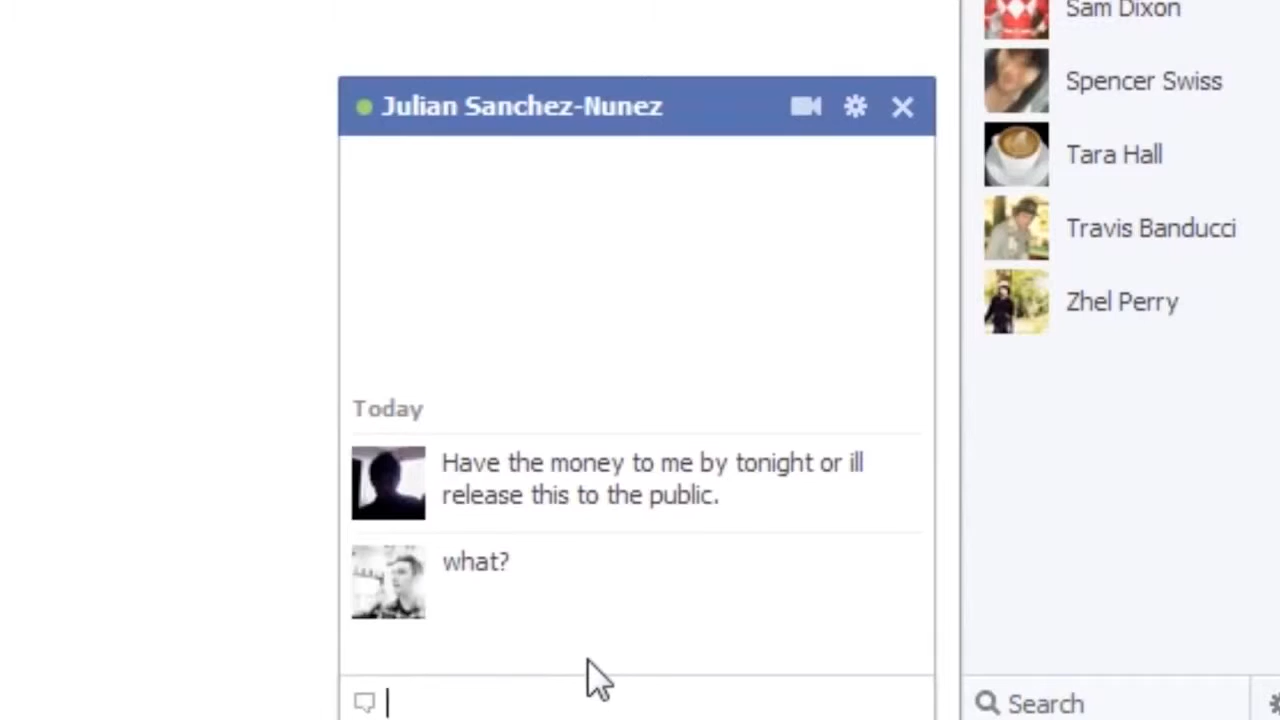 Sam Dixon
Spencer Swiss
Julian Sanchez-Nunez
Tara Hall
Travis Banducci
Zhel Perry
Today
Have the money to me by tonight or ill
release this to the public.
what?
Search